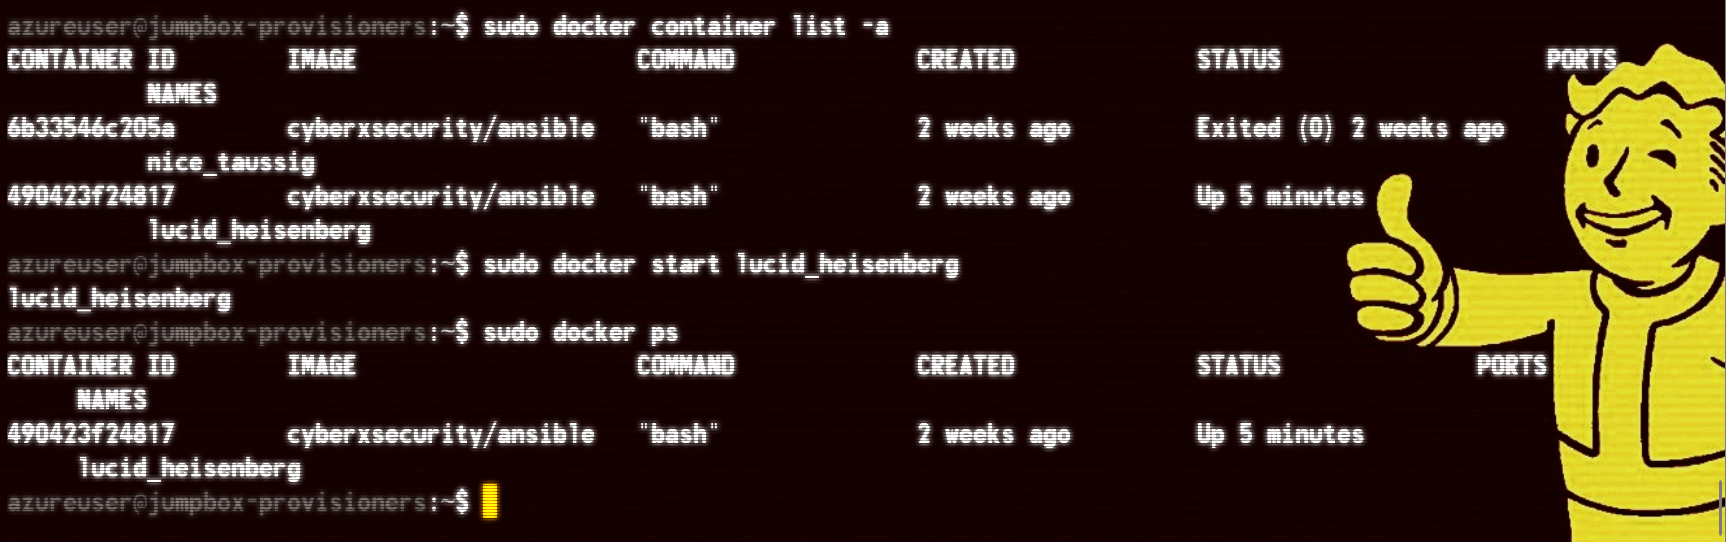 azureuser@jumpbox-provisioners:~$ sudo docker container list -a
CONTAINER ID        IMAGE                    COMMAND             CREATED             STATUS                   PORTS
          NAMES
6b33546c205a        cyberxsecurity/ansible   "bash"              2 weeks ago         Exited (0) 2 weeks ago
          nice_taussig
490423f24817        cyberxsecurity/ansible   "bash"              2 weeks ago         Up 5 minutes
          lucid_heisenberg
azureuser@jumpbox-provisioners:~$ sudo docker start lucid_heisenberg
lucid_heisenberg
azureuser@jumpbox-provisioners:~$ sudo docker ps
CONTAINER ID        IMAGE                    COMMAND             CREATED             STATUS              PORTS
     NAMES
490423f24817        cyberxsecurity/ansible   "bash"              2 weeks ago         Up 5 minutes
     lucid_heisenberg
azureuser@jumpbox-provisioners:~$